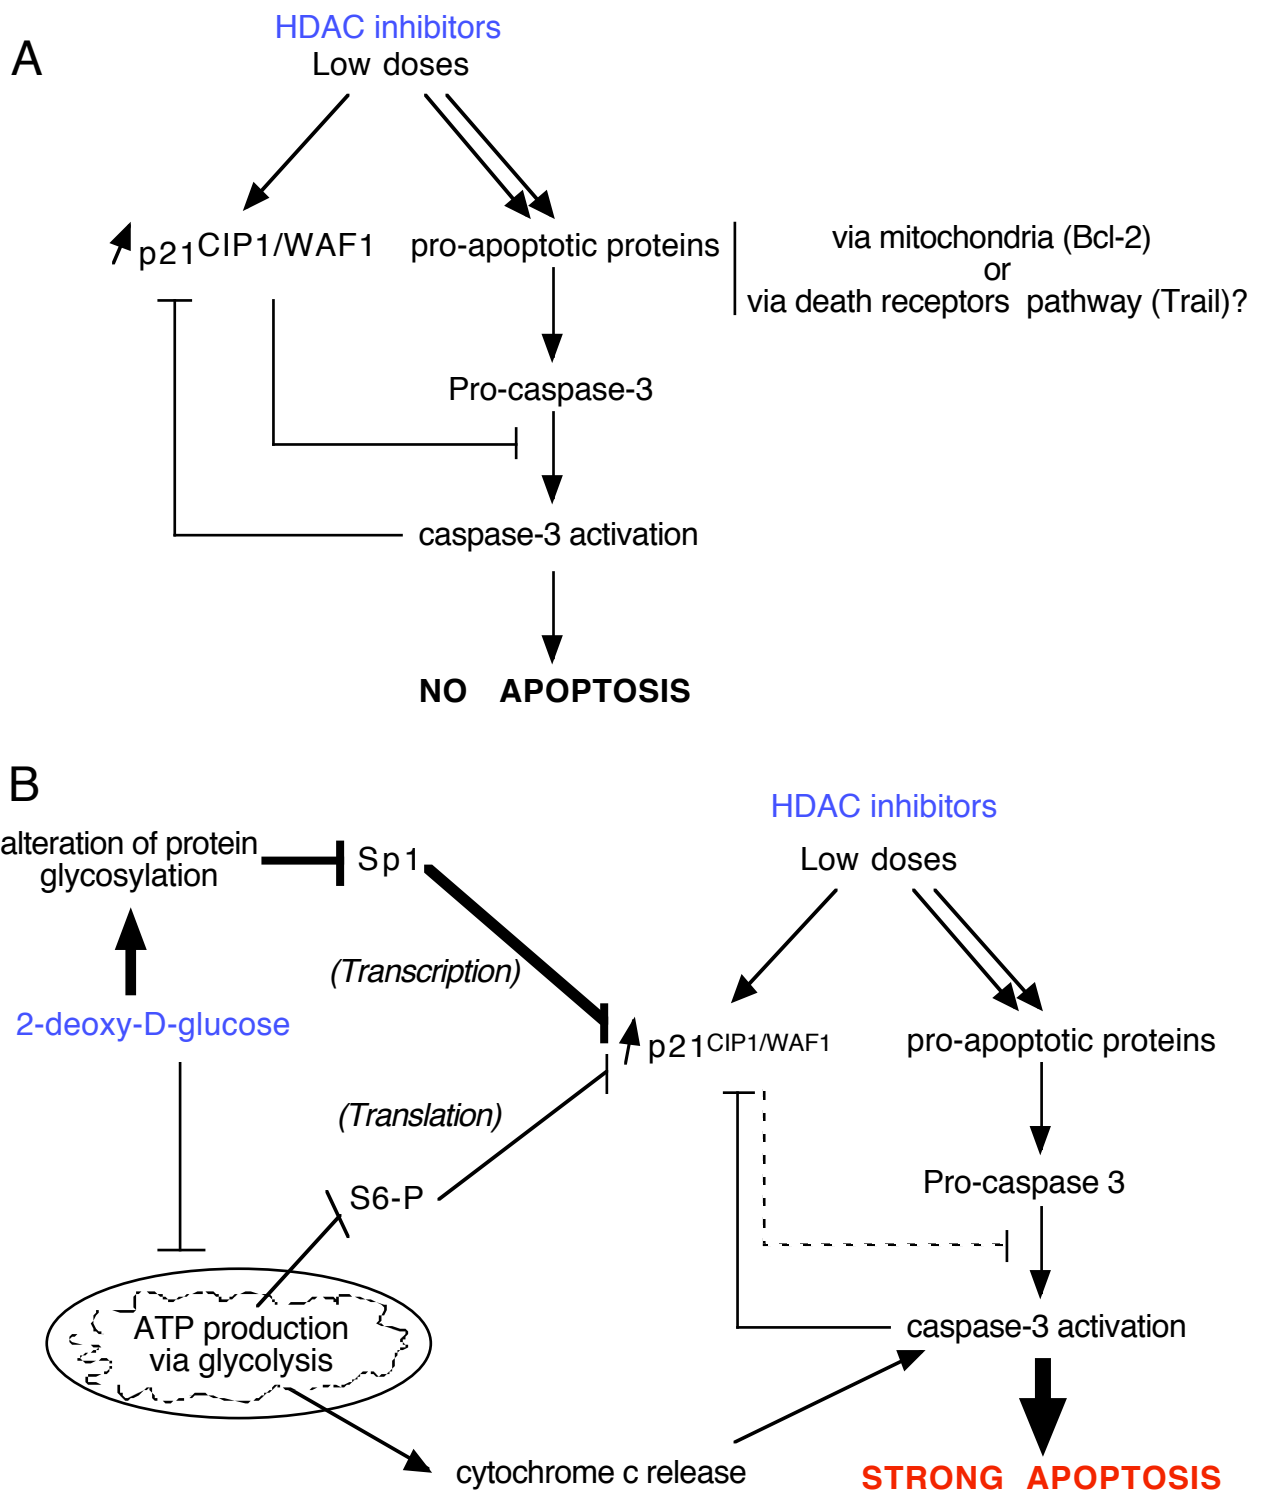 A
HDAC inhibitors
Low doses
p21CIP1/WAF1
pro-apoptotic proteins
via mitochondria (Bcl-2)
or
via death receptors pathway (Trail)?
Pro-caspase-3
caspase-3 activation
NO APOPTOSIS
B
alteration of protein
glycosylation
Sp1
(Transcription)
2-deoxy-D-glucose
(Translation)
S6-P
ATP production
via glycolysis
cytochrome c release
HDAC inhibitors
Low doses
p21CIP1/WAF1
pro-apoptotic proteins
Pro-caspase 3
caspase-3 activation
STRONG APOPTOSIS